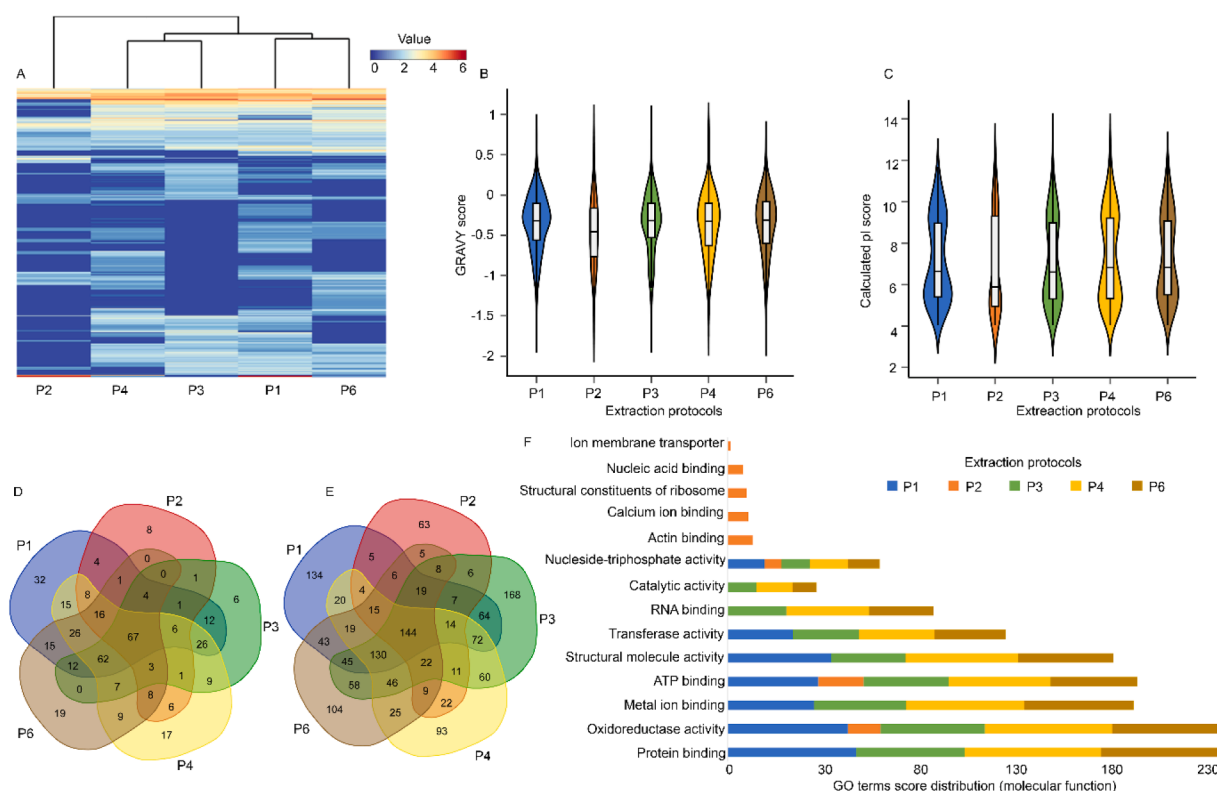 Value
0 2 4 6
A
P2 P4 P3 P1 P6
B
GRAVY score
1
0.5
0
-0.5
-1
-1.5
-2
P1 P2 P3 P4 P6
Extraction protocols
C
Calculated pI score
14
12
10
8
6
4
2
P1 P2 P3 P4 P6
Extreaction protocols
D
P2
P1
P3
P6
P4
8
4
0
1
32
1
0
6
15
8
4
1
12
26
16
67
6
26
15
62
3
9
12
1
0
7
8
6
19
9
17
E
P2
P1
P3
P6
P4
63
5
5
8
6
134
6
168
20
4
19
7
64
15
14
72
19
144
43
130
45
22
11
60
58
46
9
22
104
25
93
F
Extraction protocols
P1 P2 P3 P4 P6
Ion membrane transporter
Nucleic acid binding
Structural constituents of ribosome
Calcium ion binding
Actin binding
Nucleside-triphosphate activity
Catalytic activity
RNA binding
Transferase activity
Structural molecule activity
ATP binding
Metal ion binding
Oxidoreductase activity
Protein binding
0 30 80 130 180 230
GO terms score distribution (molecular function)